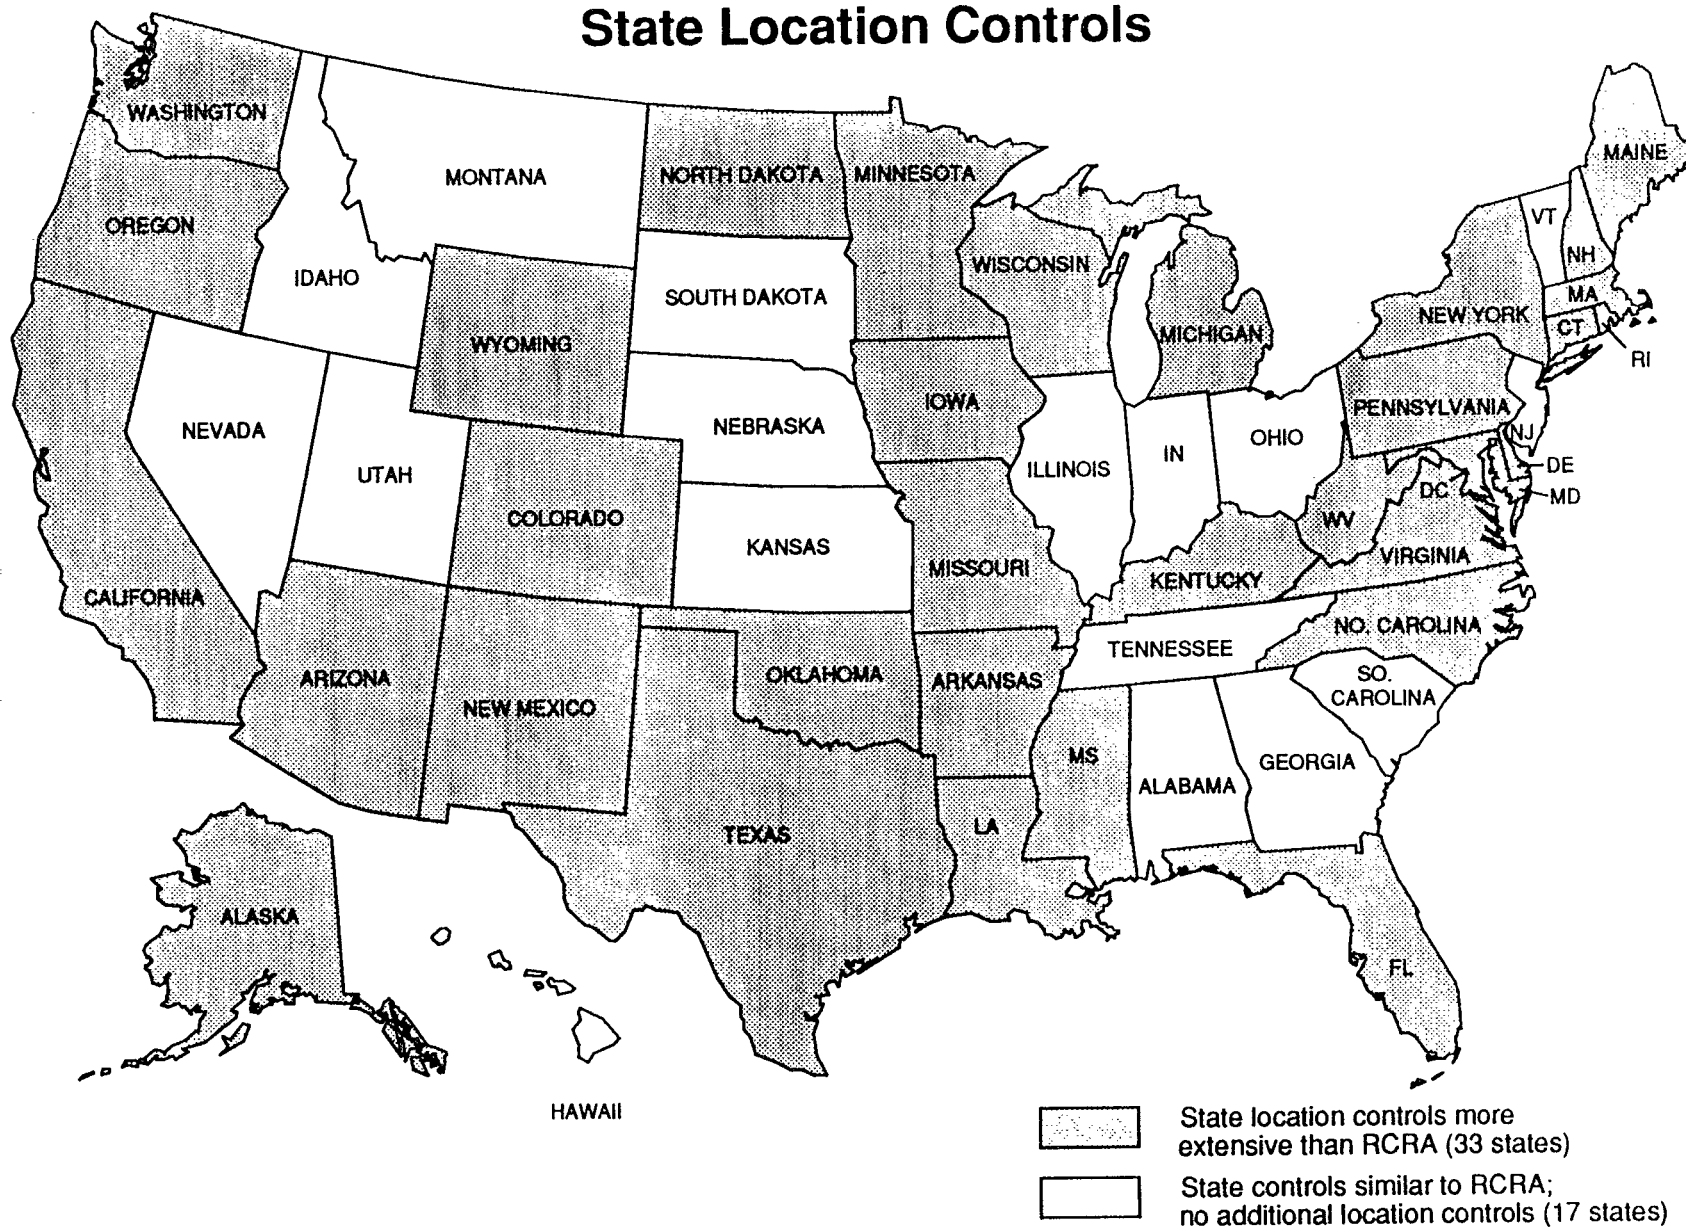 State Location Controls
WASHINGTON
MONTANA
NORTH DAKOTA
MINNESOTA
MAINE
OREGON
VT
IDAHO
WISCONSIN
NH
SOUTH DAKOTA
MA
NEW YORK
WYOMING
MICHIGAN
CT
RI
IOWA
PENNSYLVANIA
NEVADA
NEBRASKA
OHIO
NJ
UTAH
ILLINOIS
IN
DE
DC
MD
COLORADO
WV
KANSAS
VIRGINIA
MISSOURI
KENTUCKY
CALIFORNIA
NO. CAROLINA
TENNESSEE
ARIZONA
OKLAHOMA
ARKANSAS
SO.
CAROLINA
NEW MEXICO
MS
GEORGIA
ALABAMA
TEXAS
LA
ALASKA
FL
HAWAII
State location controls more
extensive than RCRA (33 states)
State controls similar to RCRA;
no additional location controls (17 states)